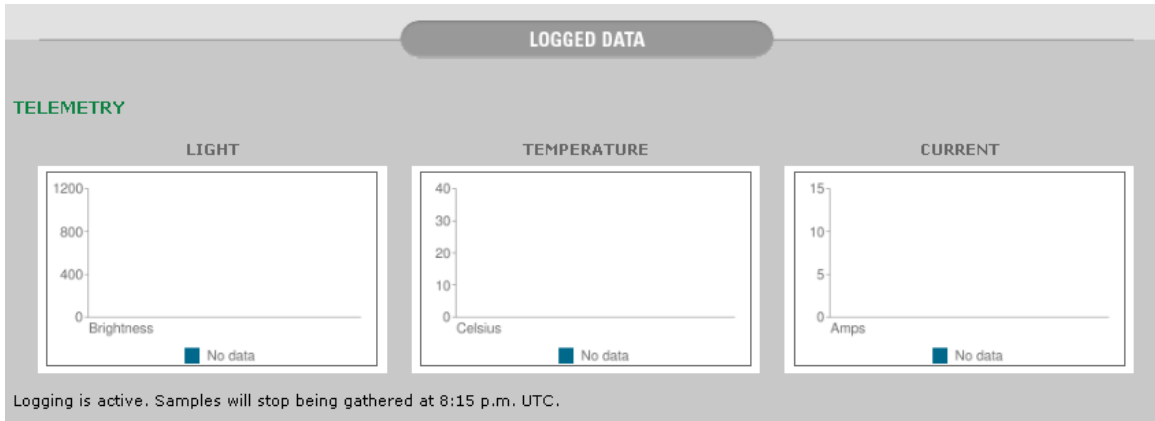 LOGGED DATA
TELEMETRY
LIGHT
1200
800
400
0
Brightness
No data
TEMPERATURE
40
30
20
10
0
Celsius
No data
CURRENT
15
10
5
0
Amps
No data
Logging is active. Samples will stop being gathered at 8:15 p.m. UTC.